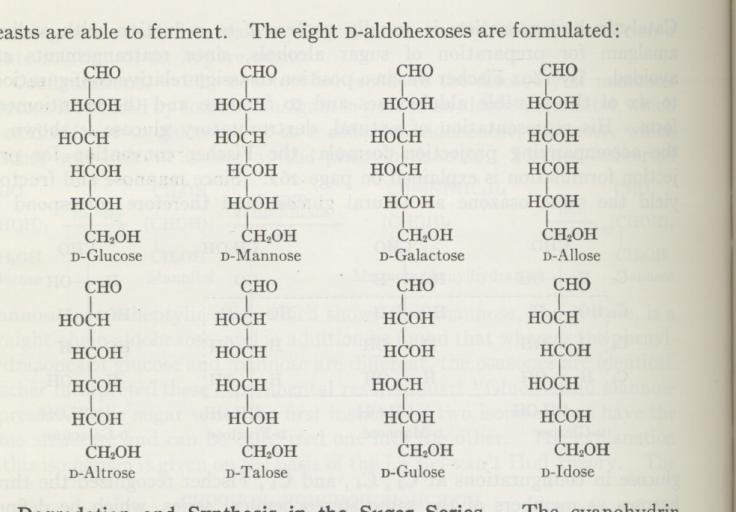 easts are able to ferment. The eight D-aldohexoses are formulated:
CHO CHO CHO CHO
HCOH HOCH HCOH HCOH
HOCH HOCH HOCH HCOH
HCOH HCOH HOCH HCOH
HCOH HCOH HCOH HCOH
CH₂OH CH₂OH CH₂OH CH₂OH
D-Glucose D-Mannose D-Galactose D-Allose
CHO CHO CHO CHO
HOCH HOCH HCOH HOCH
HCOH HOCH HCOH HCOH
HCOH HOCH HOCH HOCH
HCOH HCOH HCOH HCOH
CH₂OH CH₂OH CH₂OH CH₂OH
D-Altrose D-Talose D-Gulose D-Idose
Degradation and Synthesis in the Sugar Series. The cyanohydrin